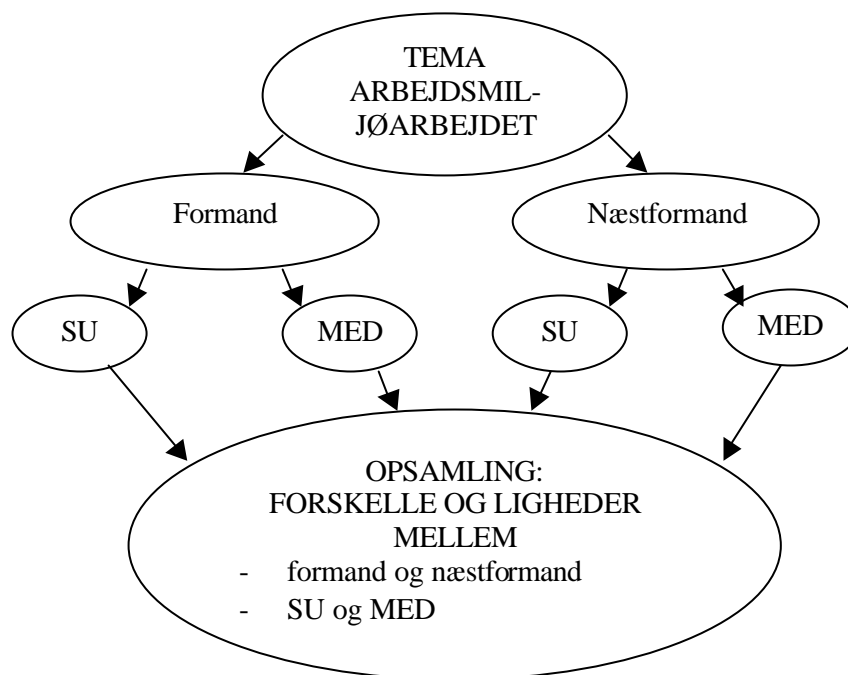 TEMA
ARBEJDSMIL-
JØARBEJDET
Formand
Næstformand
SU
MED
SU
MED
OPSAMLING:
FORSKELLE OG LIGHEDER
MELLEM
- formand og næstformand
- SU og MED